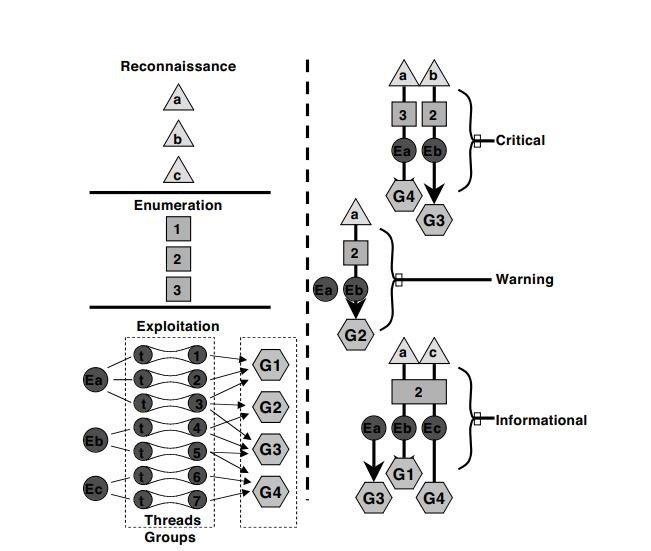 Reconnaissance
a
b
c
Enumeration
1
2
3
Exploitation
Ea
Eb
Ec
t 1
t 2
t 3
t 4
t 5
t 6
t 7
G1
G2
G3
G4
Threads
Groups
a b
3 2
Ea Eb
G4
G3
Critical
a
2
Ea Eb
G2
Warning
a c
2
Ea Eb Ec
G1
G3 G4
Informational